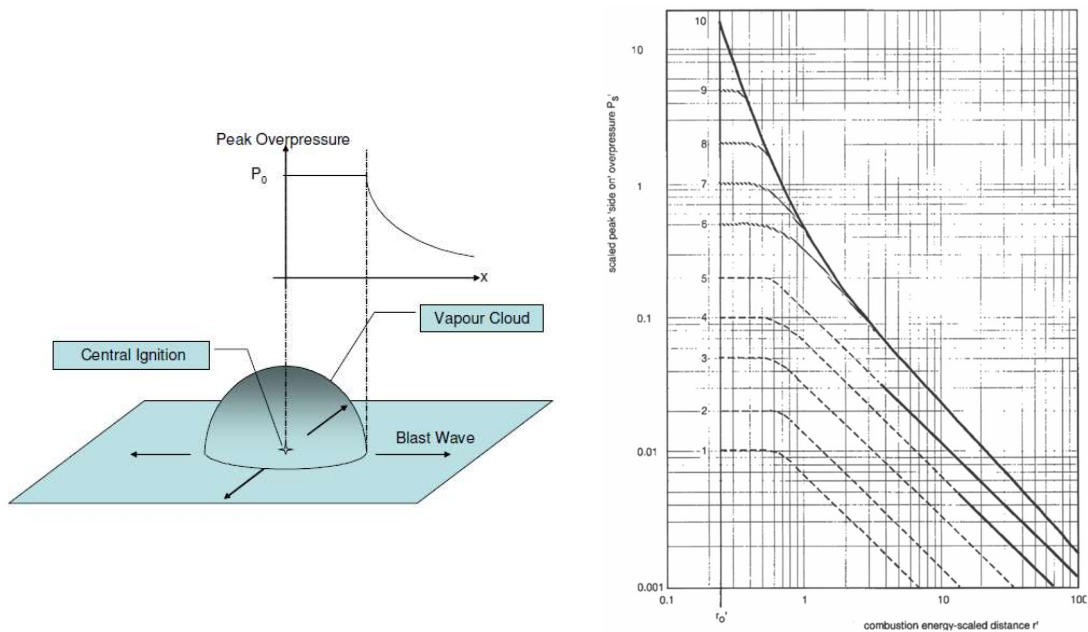 Peak Overpressure
P0
x
Vapour Cloud
Central Ignition
Blast Wave
scaled peak 'side on' overpressure Ps'
10
1
0.1
0.01
0.001
10
9
8
7
6
5
4
3
2
1
0.1
1
10
100
ro'
combustion energy-scaled distance r'